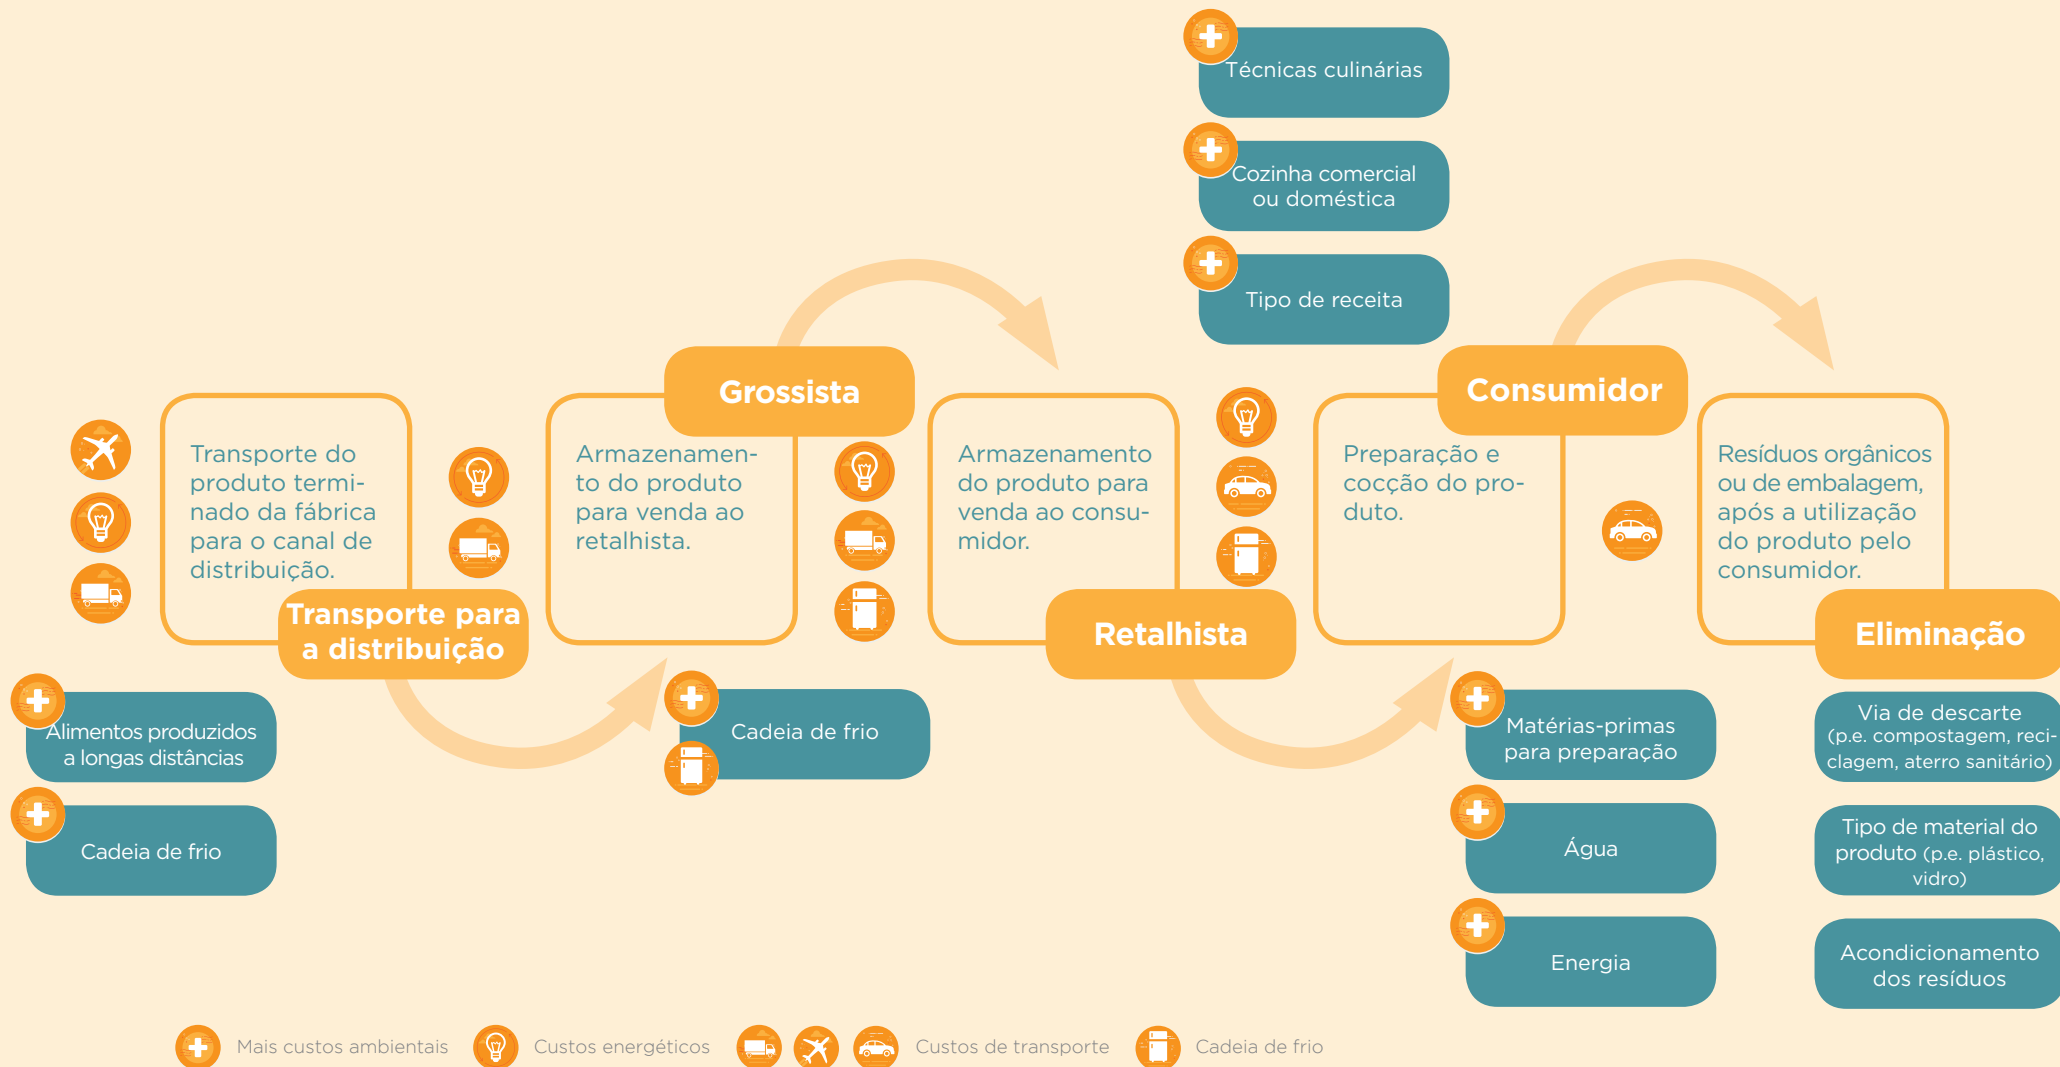 Técnicas culinárias
Cozinha comercial
ou doméstica
Tipo de receita
Transporte do
produto termi-
nado da fábrica
para o canal de
distribuição.
Transporte para
a distribuição
Alimentos produzidos
a longas distâncias
Cadeia de frio
Grossista
Armazenamen-
to do produto
para venda ao
retalhista.
Cadeia de frio
Armazenamento
do produto para
venda ao consu-
midor.
Retalhista
Consumidor
Preparação e
cocção do pro-
duto.
Matérias-primas
para preparação
Água
Energia
Resíduos orgânicos
ou de embalagem,
após a utilização
do produto pelo
consumidor.
Eliminação
Via de descarte
(p.e. compostagem, reci-
clagem, aterro sanitário)
Tipo de material do
produto (p.e. plástico,
vidro)
Acondicionamento
dos resíduos
Mais custos ambientais
Custos energéticos
Custos de transporte
Cadeia de frio